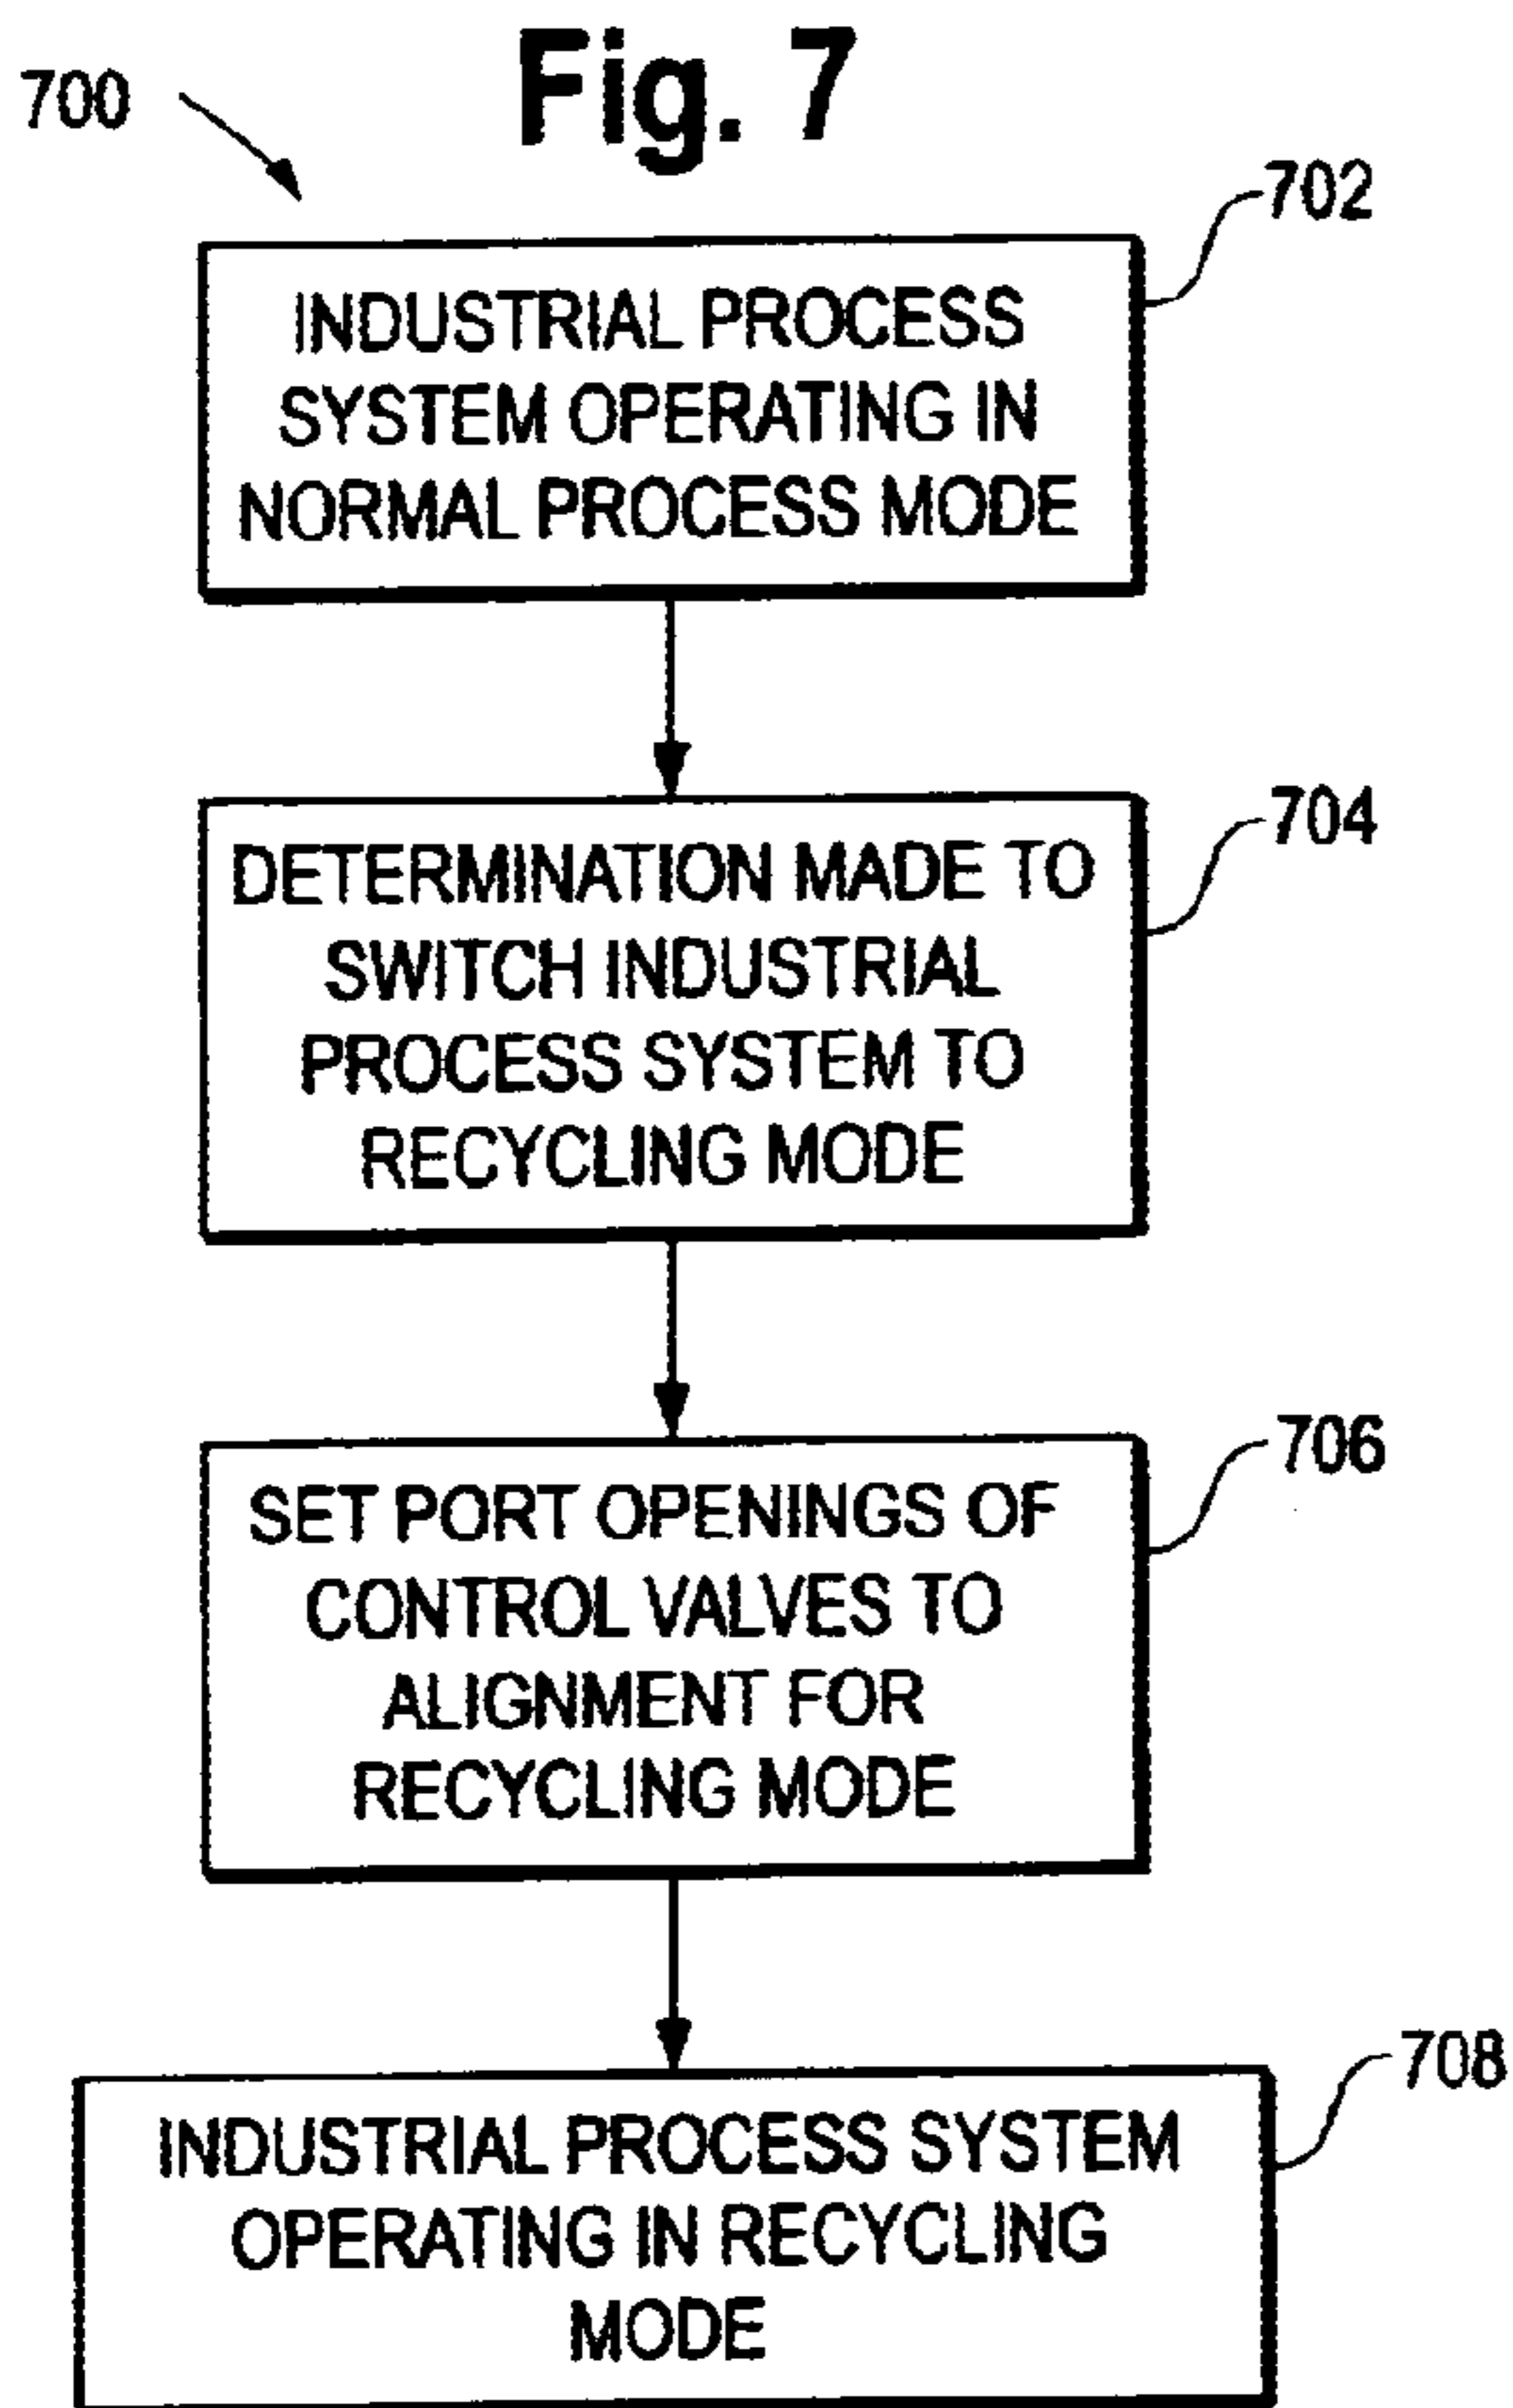 Fig. 7
700
702
INDUSTRIAL PROCESS
SYSTEM OPERATING IN
NORMAL PROCESS MODE
704
DETERMINATION MADE TO
SWITCH INDUSTRIAL
PROCESS SYSTEM TO
RECYCLING MODE
706
SET PORT OPENINGS OF
CONTROL VALVES TO
ALIGNMENT FOR
RECYCLING MODE
708
INDUSTRIAL PROCESS SYSTEM
OPERATING IN RECYCLING
MODE